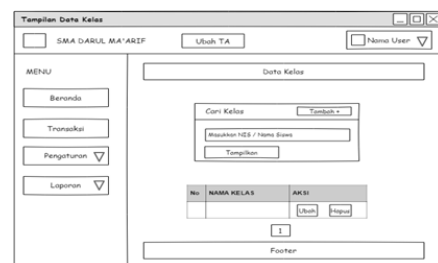 Tampilan Data Kelas
SMA DARUL MA'ARIF
Ubah TA
Nama User
MENU
Data Kelas
Beranda
Transaksi
Pengaturan
Laporan
Cari Kelas
Tambah +
Masukkan NIS / Nama Siswa
Tampilkan
No NAMA KELAS AKSI
Ubah Hapus
1
Footer